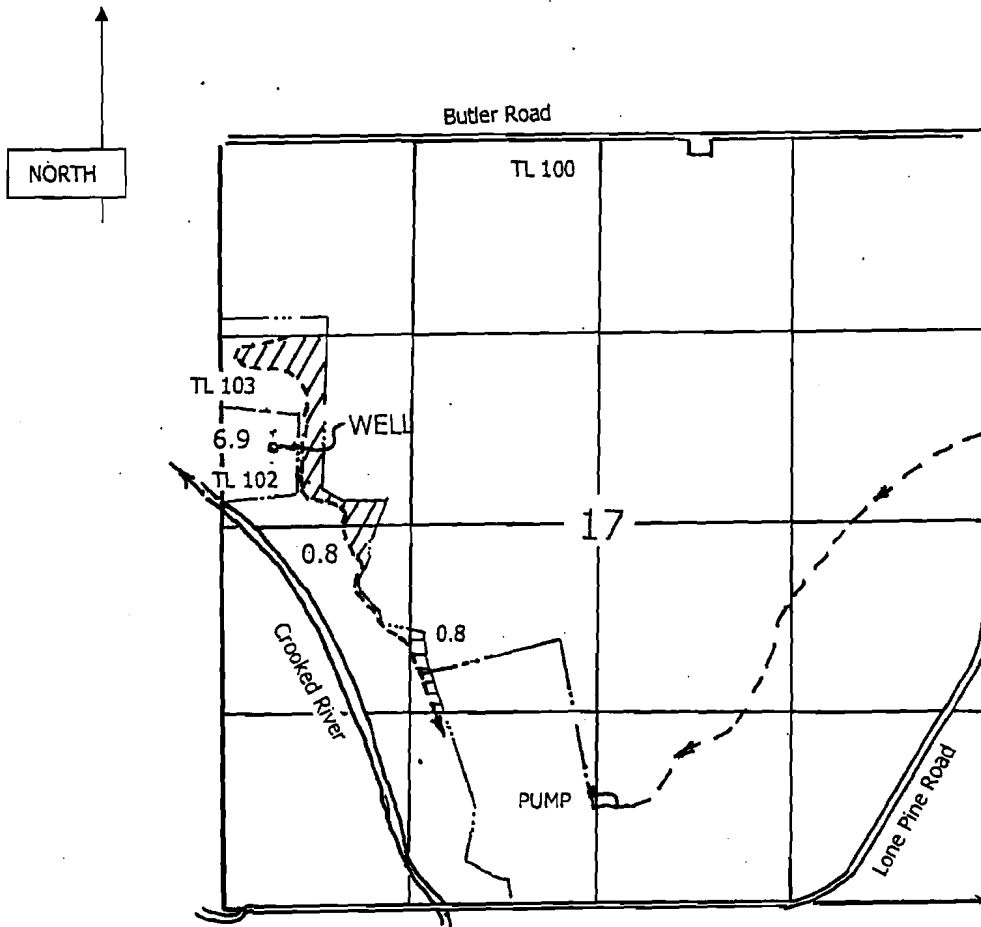 Butler Road
NORTH
TL 100
TL 103
WELL
6.9
TL 102
17
0.8
0.8
Crooked River
PUMP
Lone Pine Road